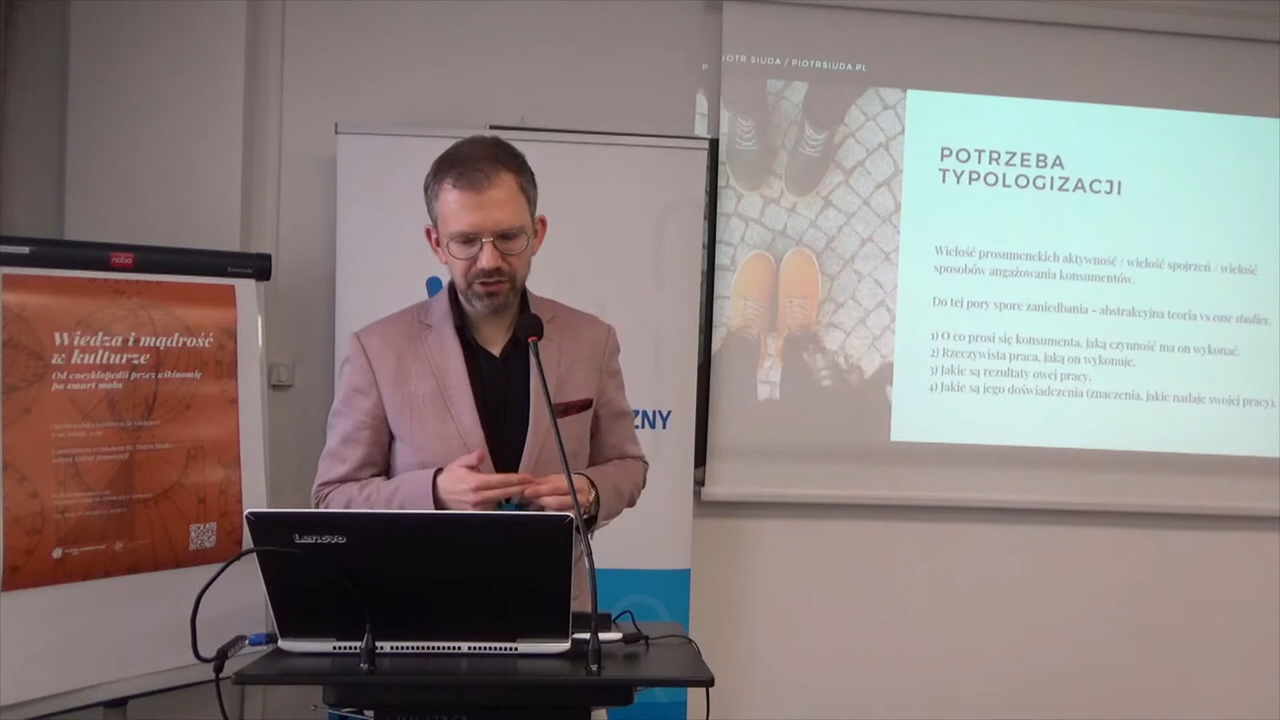 noba
Wiedza i mądrość
w kulturze
Od encyklopedii przez wikinomię
po smart mobs
Lenovo
ZNY
IOTR SIUDA / PIOTRSIUDA.PL
POTRZEBA
TYPOLOGIZACJI
Wielość prosumenckich aktywność / wielość spojrzeń / wielość
sposobów angażowania konsumentów.
Do tej pory spore zaniedbania – abstrakcyjna teoria vs case studies.
1) O co prosi się konsumenta, jaką czynność ma on wykonać.
2) Rzeczywista praca, jaką on wykonuje.
3) Jakie są rezultaty owej pracy.
4) Jakie są jego doświadczenia (znaczenia, jakie nadaje swojej pracy).